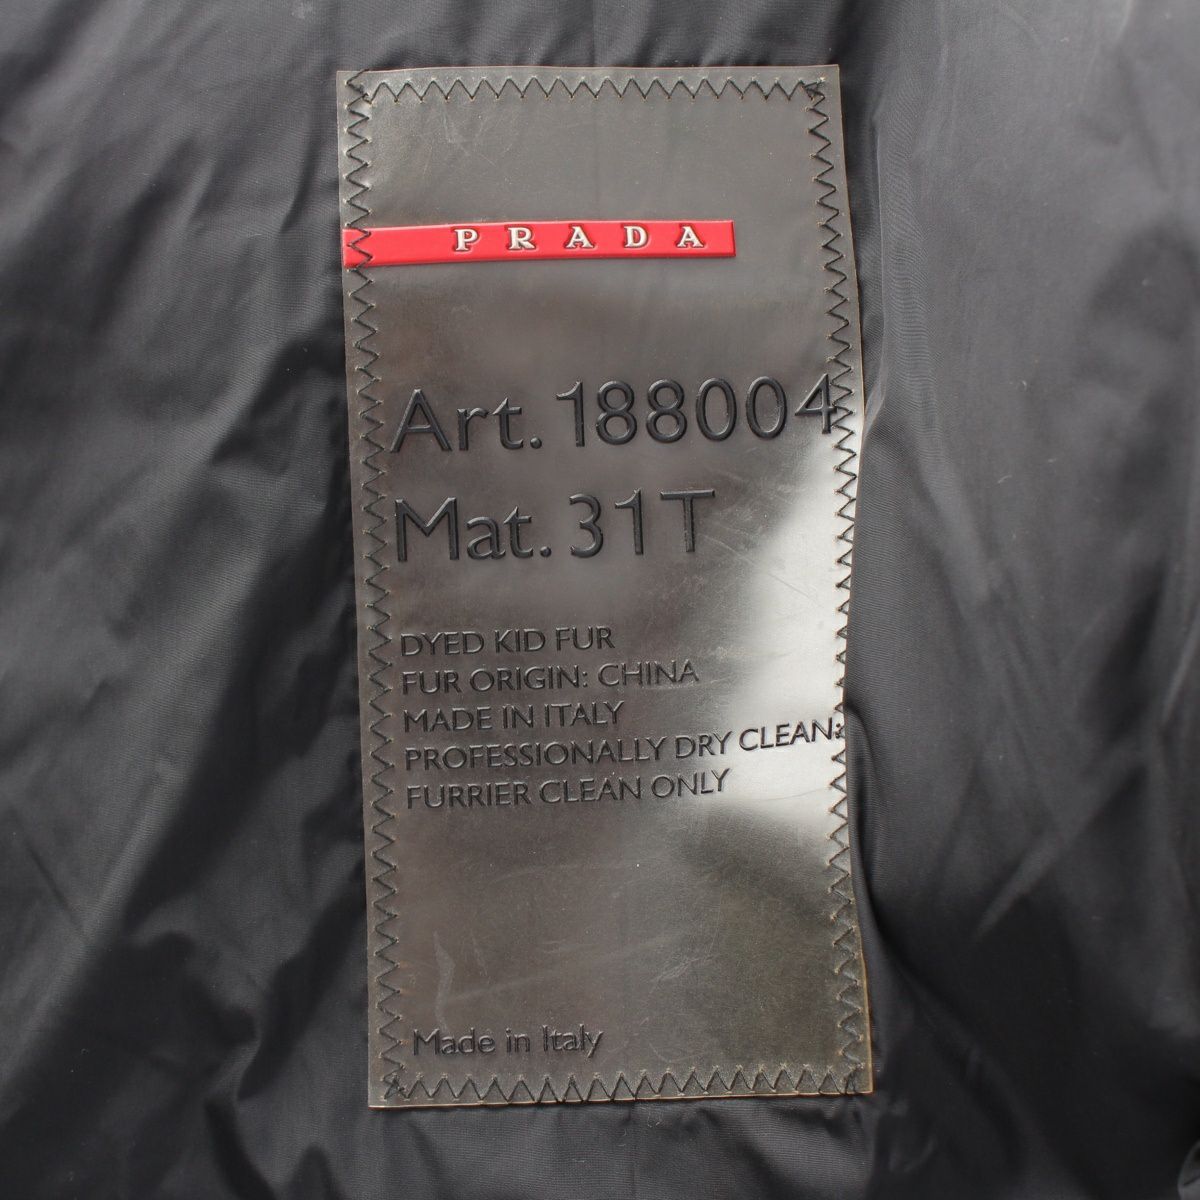 PRADA
Art. 188004
Mat. 31T
DYED KID FUR
FUR ORIGIN: CHINA
MADE IN ITALY
PROFESSIONALLY DRY CLEAN:
FURRIER CLEAN ONLY
Made in Italy